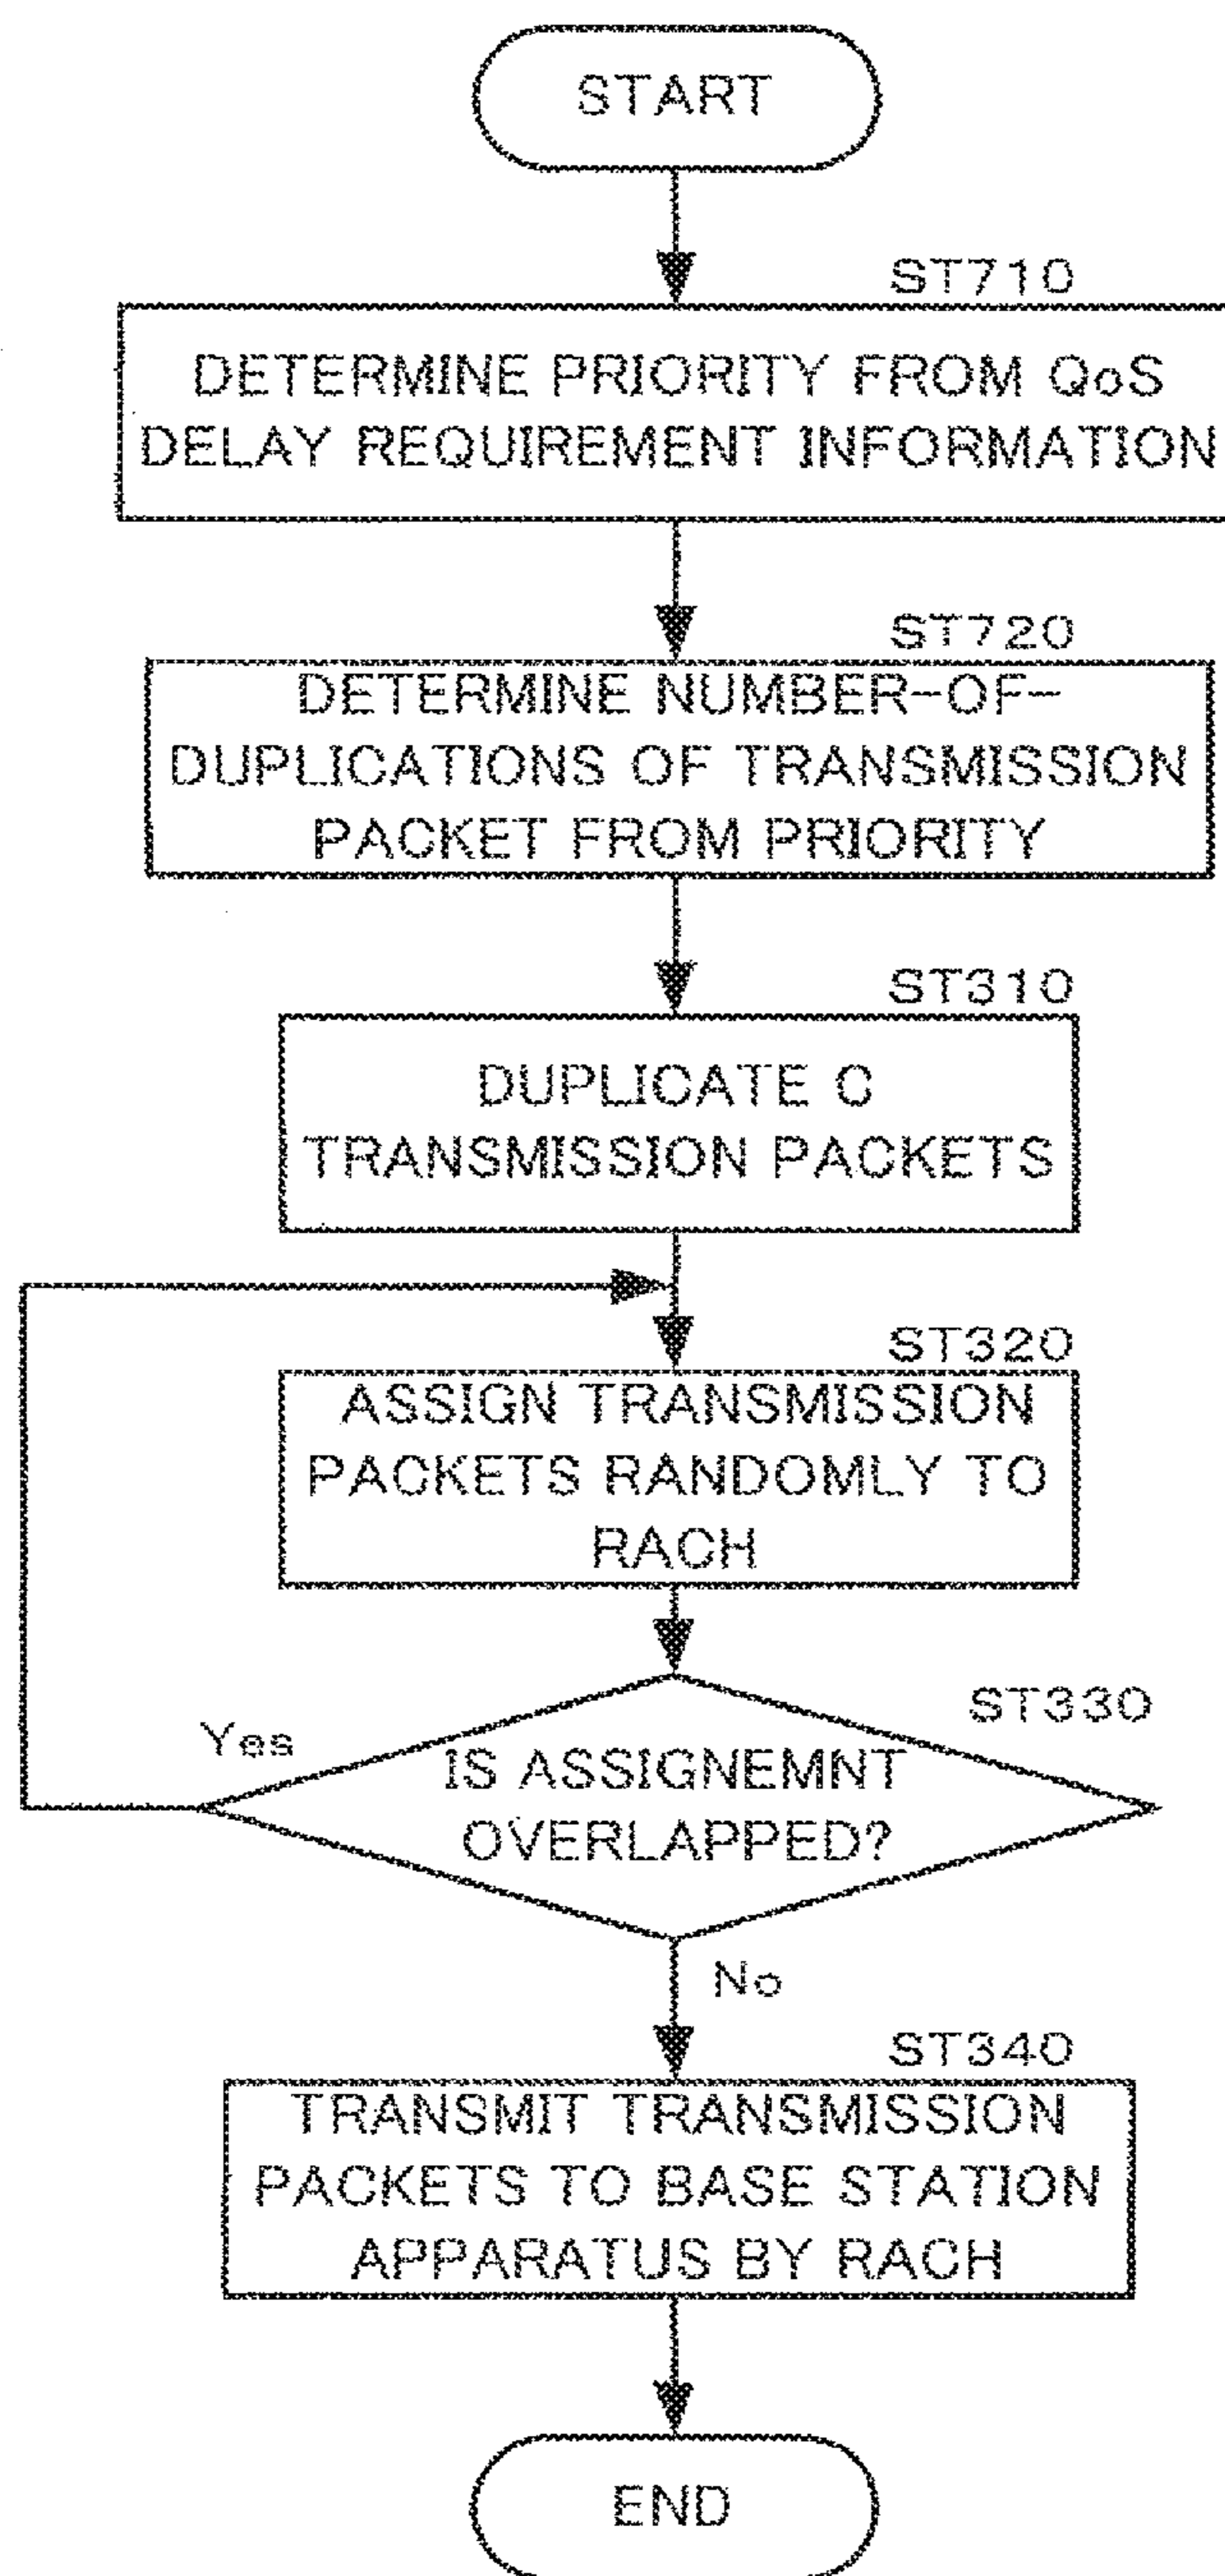 START
ST710
DETERMINE PRIORITY FROM QoS
DELAY REQUIREMENT INFORMATION
ST720
DETERMINE NUMBER-OF-
DUPLICATIONS OF TRANSMISSION
PACKET FROM PRIORITY
ST310
DUPLICATE C
TRANSMISSION PACKETS
ST320
ASSIGN TRANSMISSION
PACKETS RANDOMLY TO
RACH
ST330
Yes
IS ASSIGNEMNT
OVERLAPPED?
No
ST340
TRANSMIT TRANSMISSION
PACKETS TO BASE STATION
APPARATUS BY RACH
END